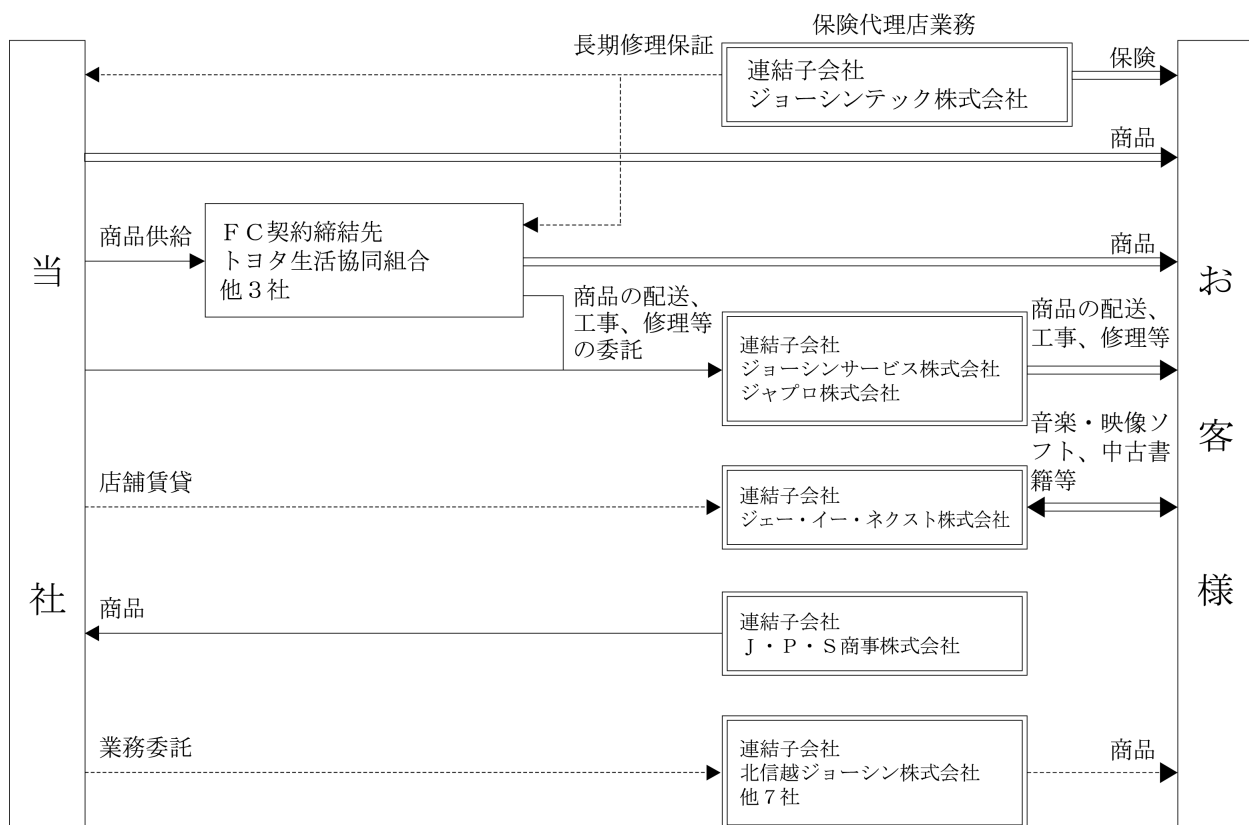 保険代理店業務
長期修理保証
連結子会社
ジョーシンテック株式会社
保険
商品
当
社
商品供給
ＦＣ契約締結先
トヨタ生活協同組合
他３社
商品
お
客
様
商品の配送、
工事、修理等
の委託
連結子会社
ジョーシンサービス株式会社
ジャプロ株式会社
商品の配送、
工事、修理等
店舗賃貸
連結子会社
ジェー・イー・ネクスト株式会社
音楽・映像ソ
フト、中古書
籍等
商品
連結子会社
Ｊ・Ｐ・Ｓ商事株式会社
業務委託
連結子会社
北信越ジョーシン株式会社
他７社
商品